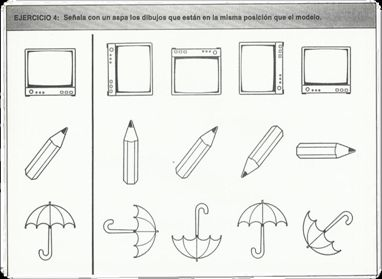 EJERCICIO 4: Señala con un aspa los dibujos que están en la misma posición que el modelo.